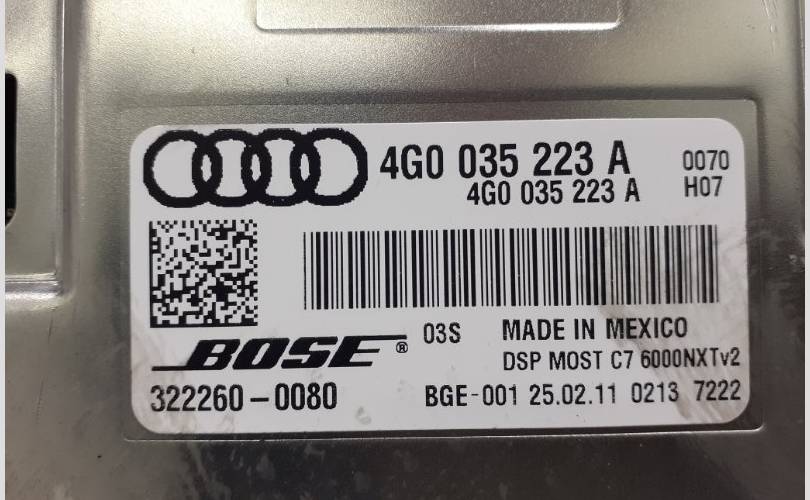 4G0 035 223 A 0070
4G0 035 223 A H07
BOSE® 03S MADE IN MEXICO
DSP MOST C7 6000NXTv2
322260-0080 BGE-001 25.02.11 0213 7222